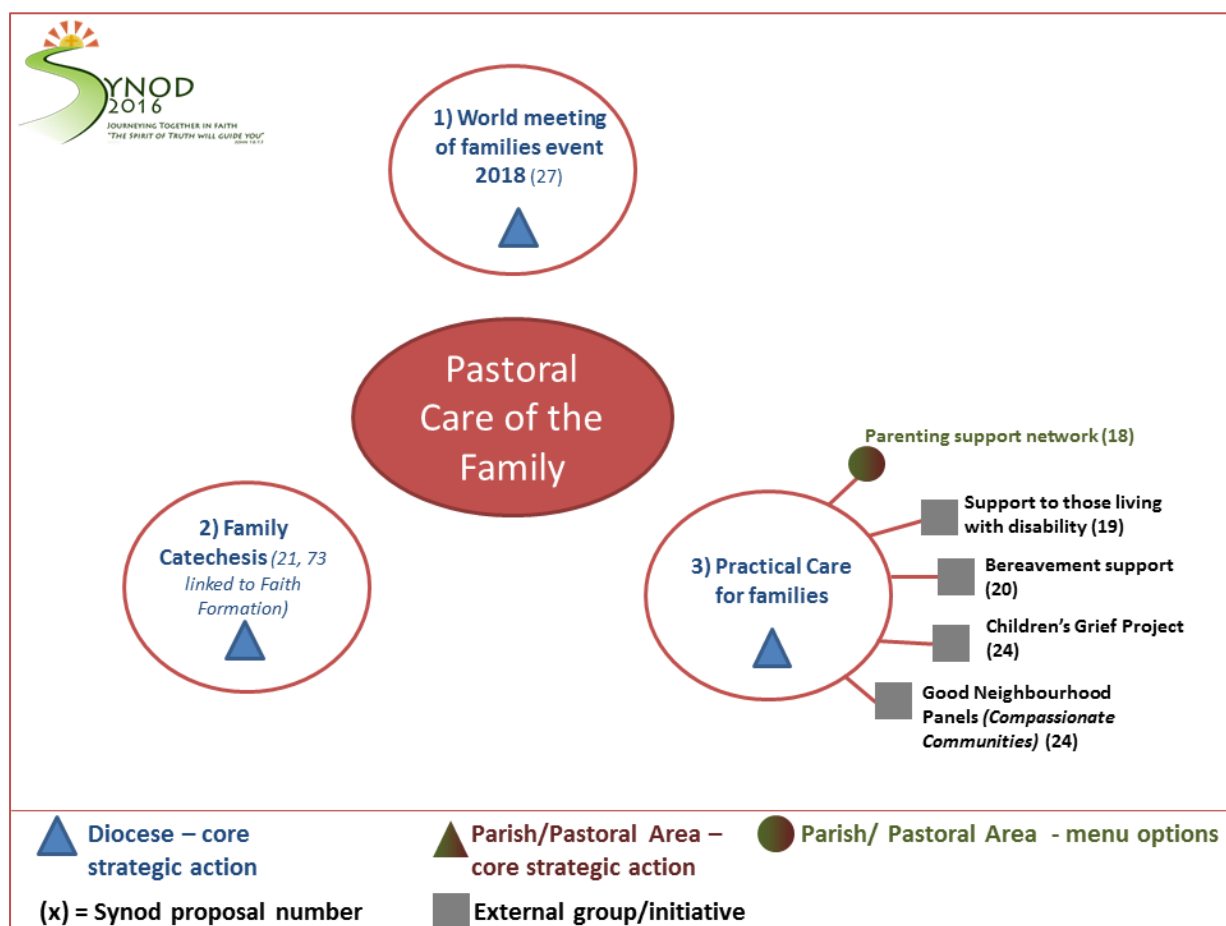 SYNOD
2016
JOURNEYING TOGETHER IN FAITH
"THE SPIRIT OF TRUTH WILL GUIDE YOU"
JOHN 16:13
1) World meeting
of families event
2018 (27)
Pastoral
Care of the
Family
2) Family
Catechesis (21, 73
linked to Faith
Formation)
3) Practical Care
for families
Parenting support network (18)
Support to those living
with disability (19)
Bereavement support
(20)
Children's Grief Project
(24)
Good Neighbourhood
Panels (Compassionate
Communities) (24)
Diocese – core
strategic action
Parish/Pastoral Area –
core strategic action
Parish/ Pastoral Area - menu options
(x) = Synod proposal number
External group/initiative